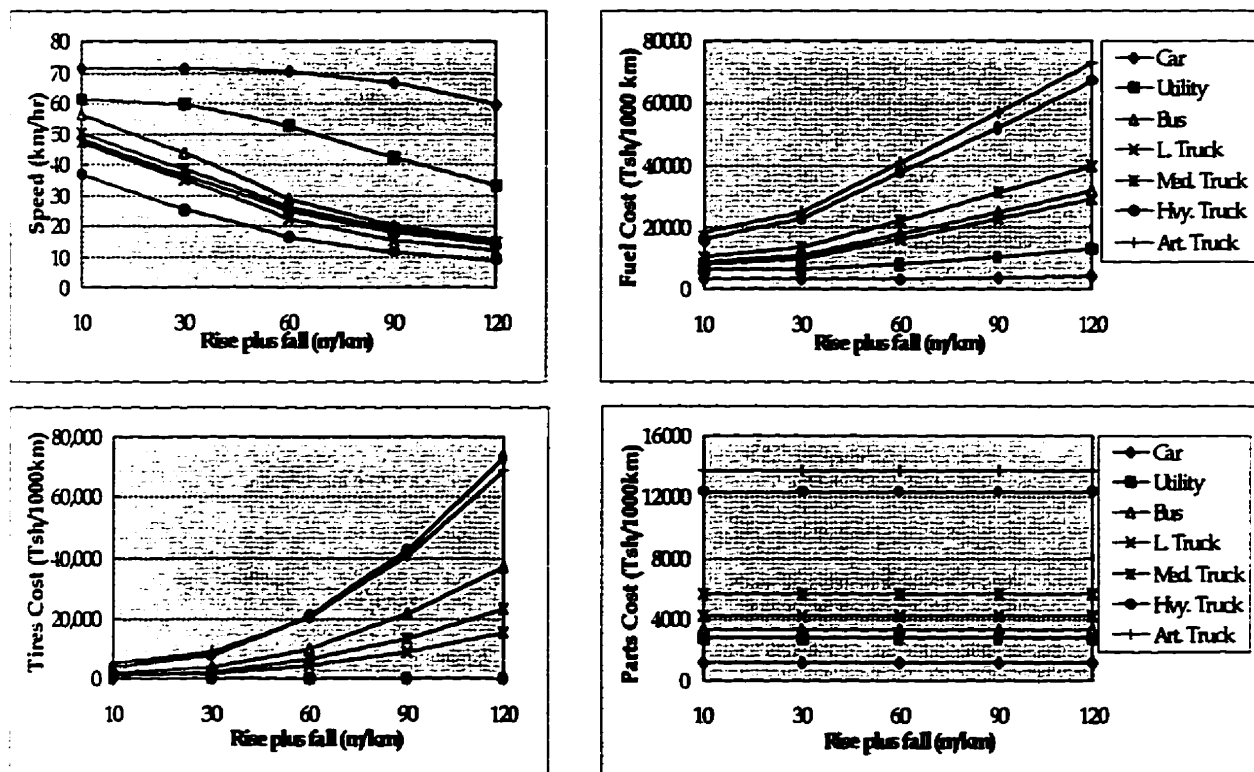 Speed (km/hr)
80
70
60
50
40
30
20
10
0
10 30 60 90 120
Rise plus fall (m/km)
Fuel Cost (Tsh/1000 km)
80000
60000
40000
20000
0
10 30 60 90 120
Rise plus fall (m/km)
Car
Utility
Bus
L. Truck
Med. Truck
Hvy. Truck
Art. Truck
Tires Cost (Tsh/1000km)
80,000
60,000
40,000
20,000
0
10 30 60 90 120
Rise plus fall (m/km)
Parts Cost (Tsh/1000km)
16000
12000
8000
4000
0
10 30 60 90 120
Rise plus fall (m/km)
Car
Utility
Bus
L. Truck
Med. Truck
Hvy. Truck
Art. Truck